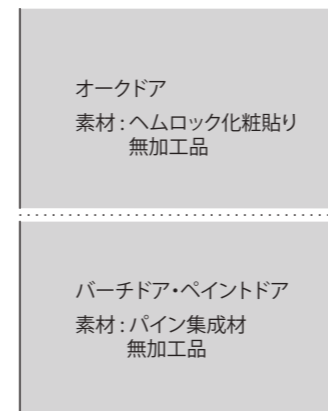 オークドア
素材 : ヘムロック化粧貼り
無加工品
バーチドア・ペイントドア
素材 : パイン集成材
無加工品